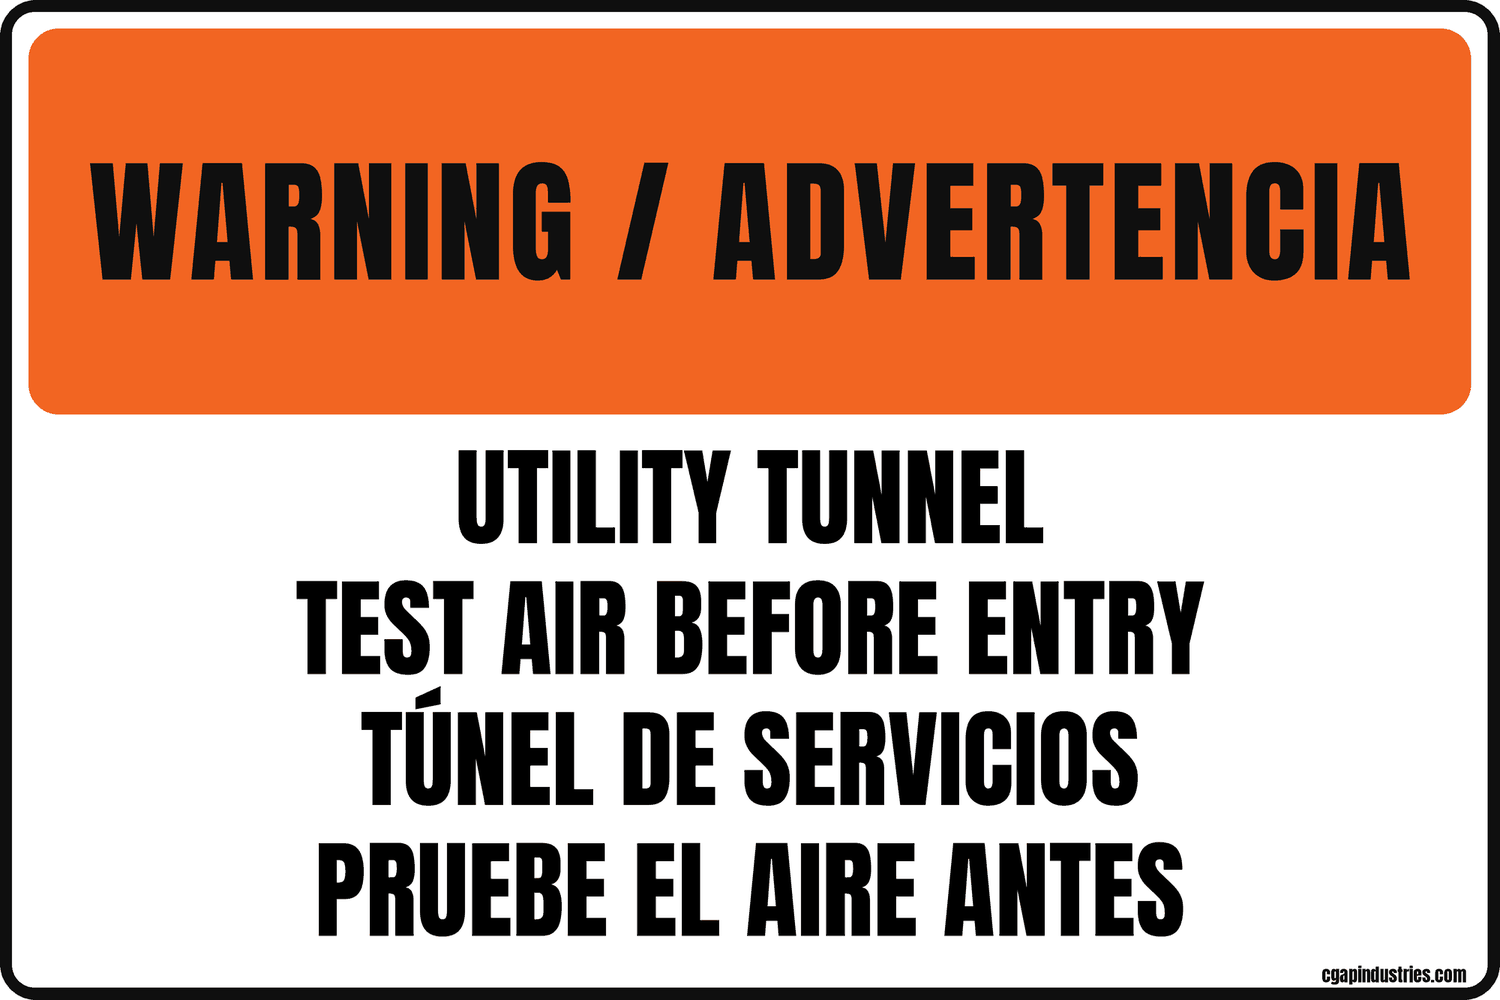 WARNING / ADVERTENCIA
UTILITY TUNNEL
TEST AIR BEFORE ENTRY
TÚNEL DE SERVICIOS
PRUEBE EL AIRE ANTES
cgapindustries.com